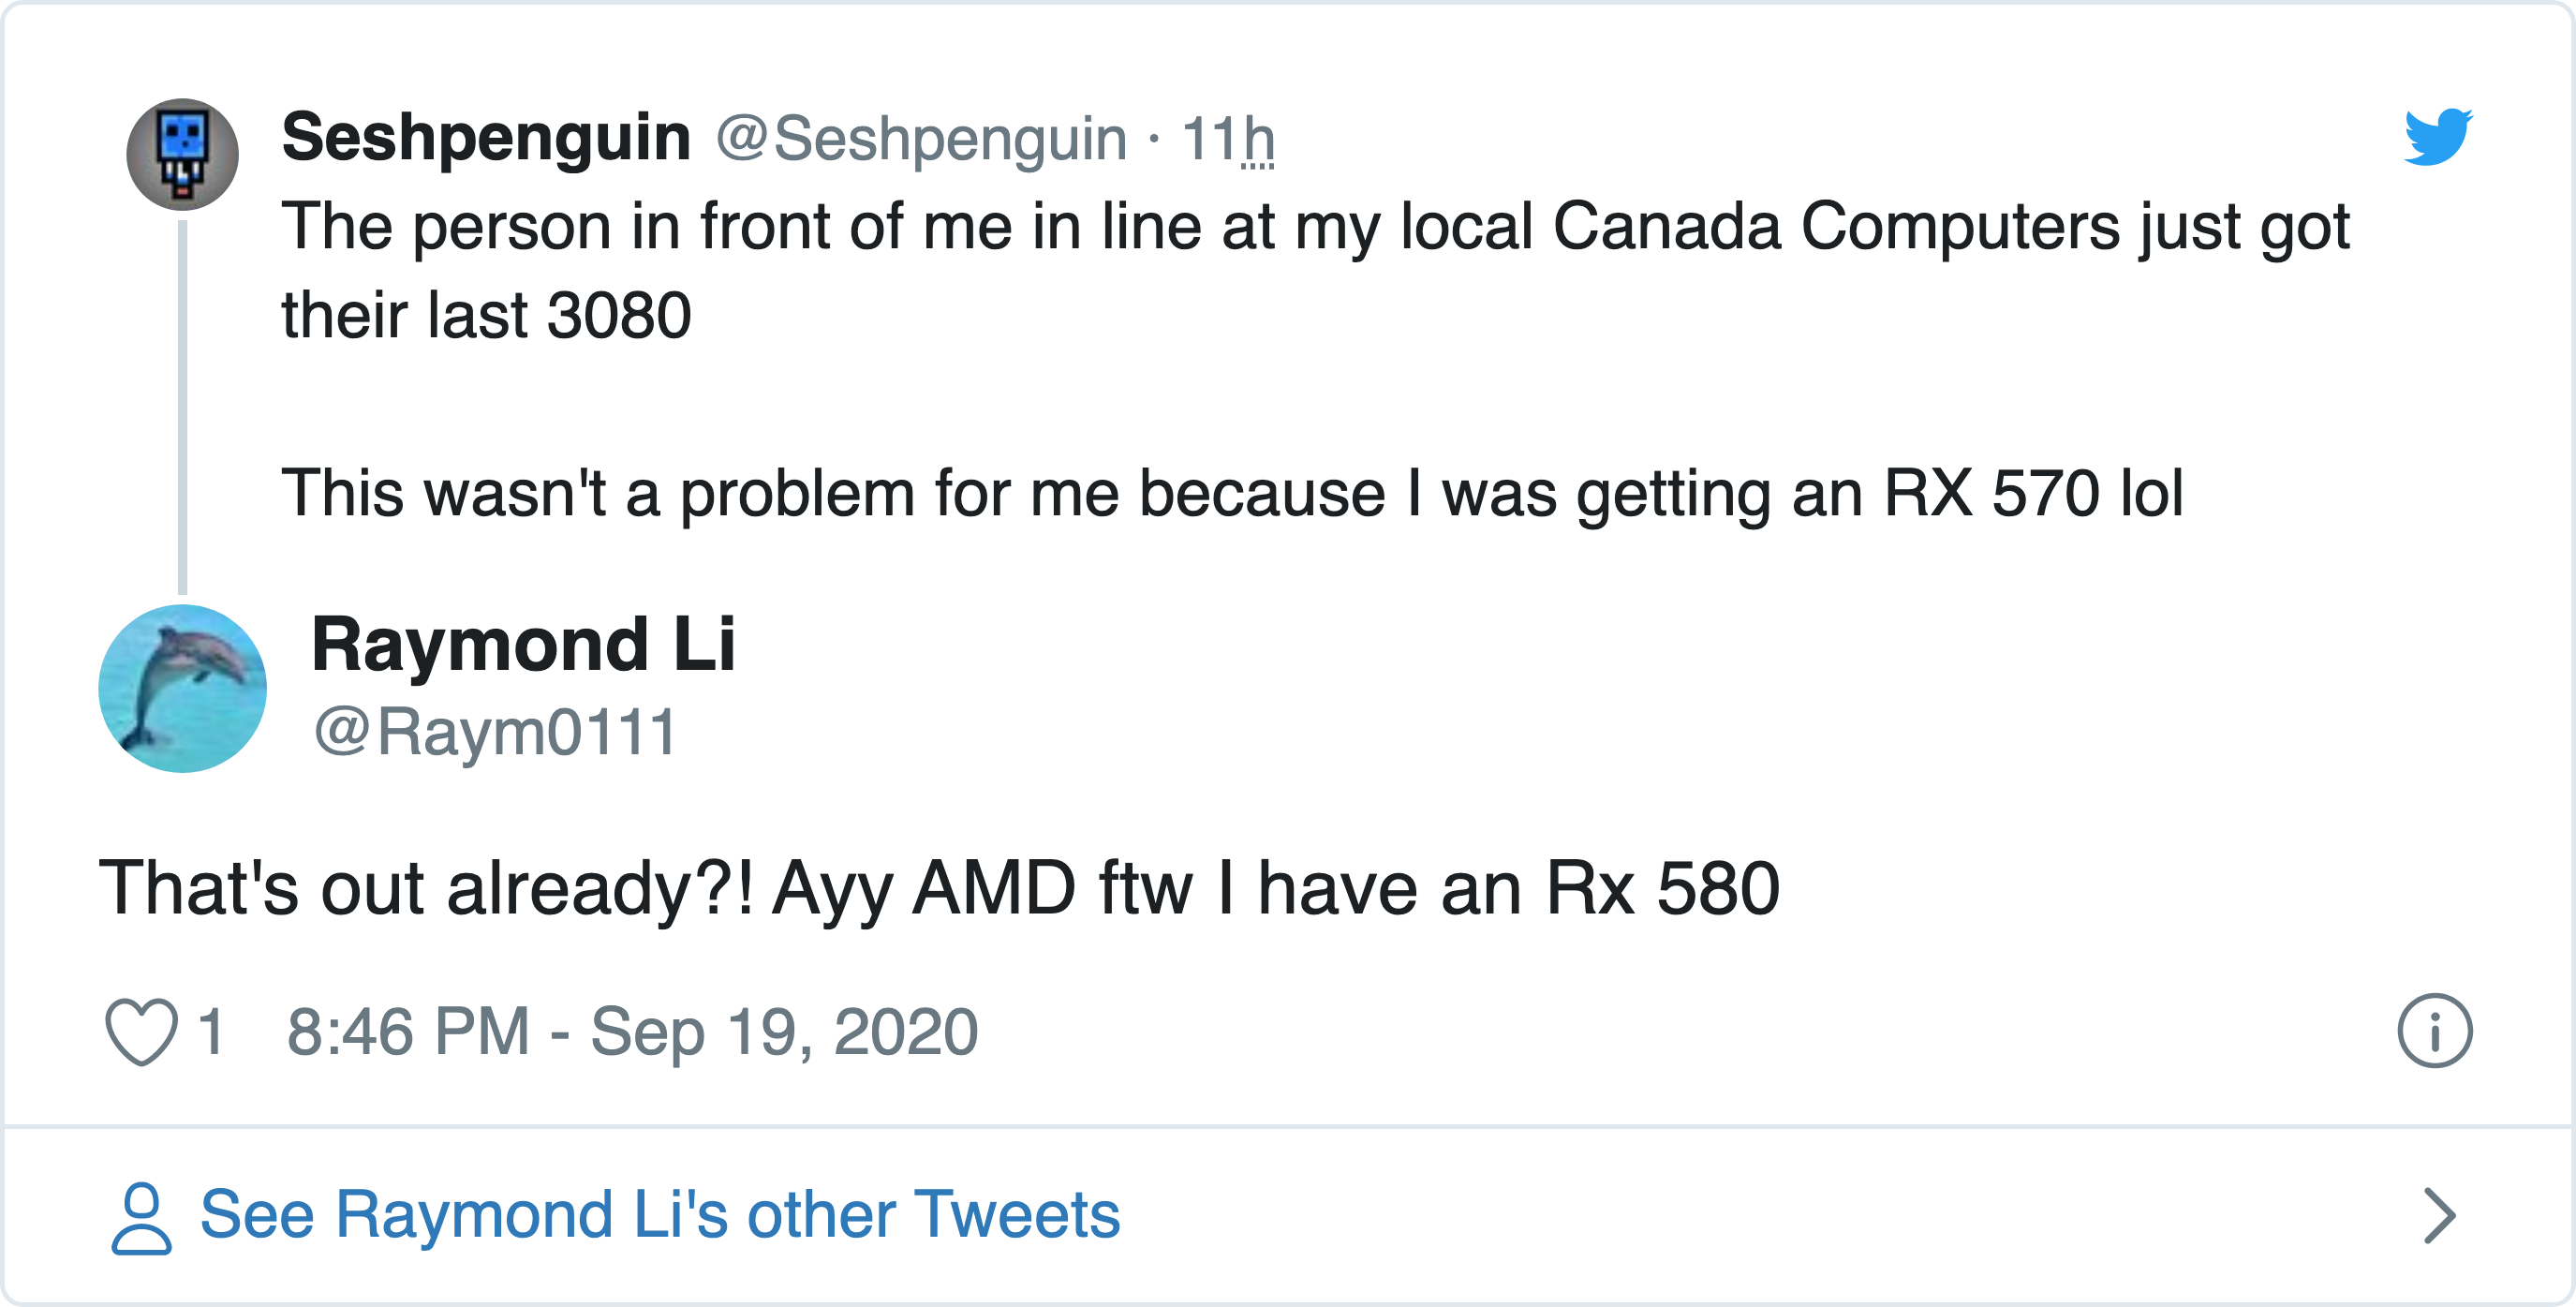 Seshpenguin @Seshpenguin · 11h
The person in front of me in line at my local Canada Computers just got
their last 3080
This wasn't a problem for me because I was getting an RX 570 lol
Raymond Li
@Raym0111
That's out already?! Ayy AMD ftw I have an Rx 580
1 8:46 PM - Sep 19, 2020
See Raymond Li's other Tweets